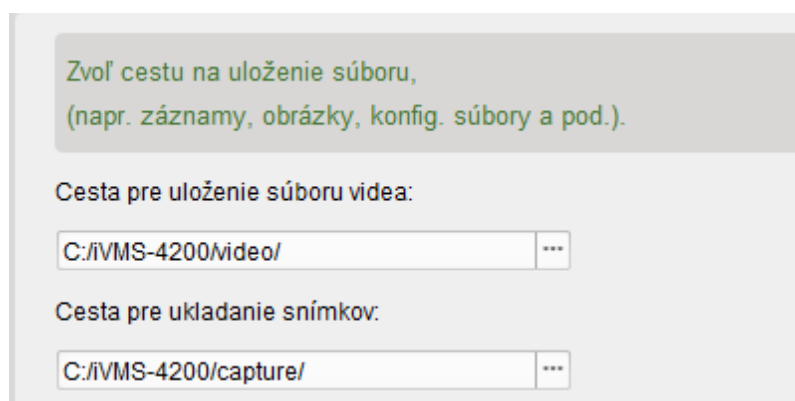 Zvoľ cestu na uloženie súboru,
(napr. záznamy, obrázky, konfig. súbory a pod.).
Cesta pre uloženie súboru videa:
C:/iVMS-4200/video/
Cesta pre ukladanie snímkov:
C:/iVMS-4200/capture/